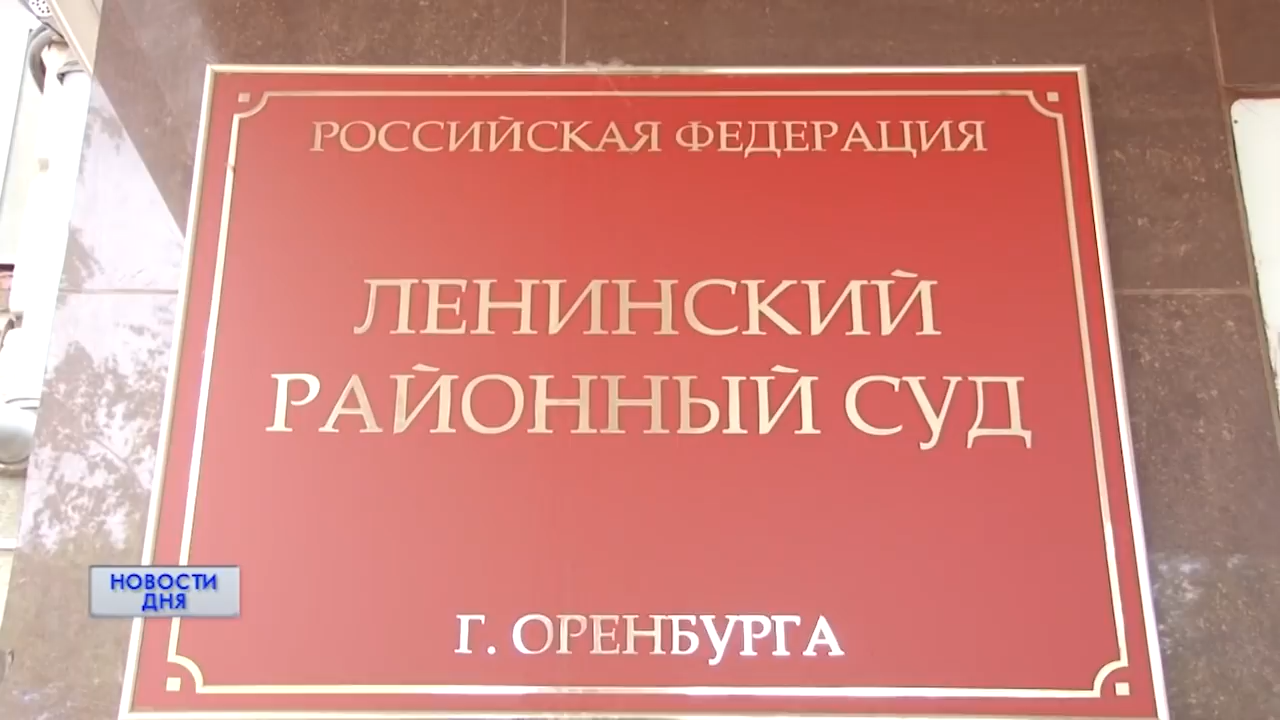 РОССИЙСКАЯ ФЕДЕРАЦИЯ
ЛЕНИНСКИЙ
РАЙОННЫЙ СУД
Г. ОРЕНБУРГА
НОВОСТИ
ДНЯ